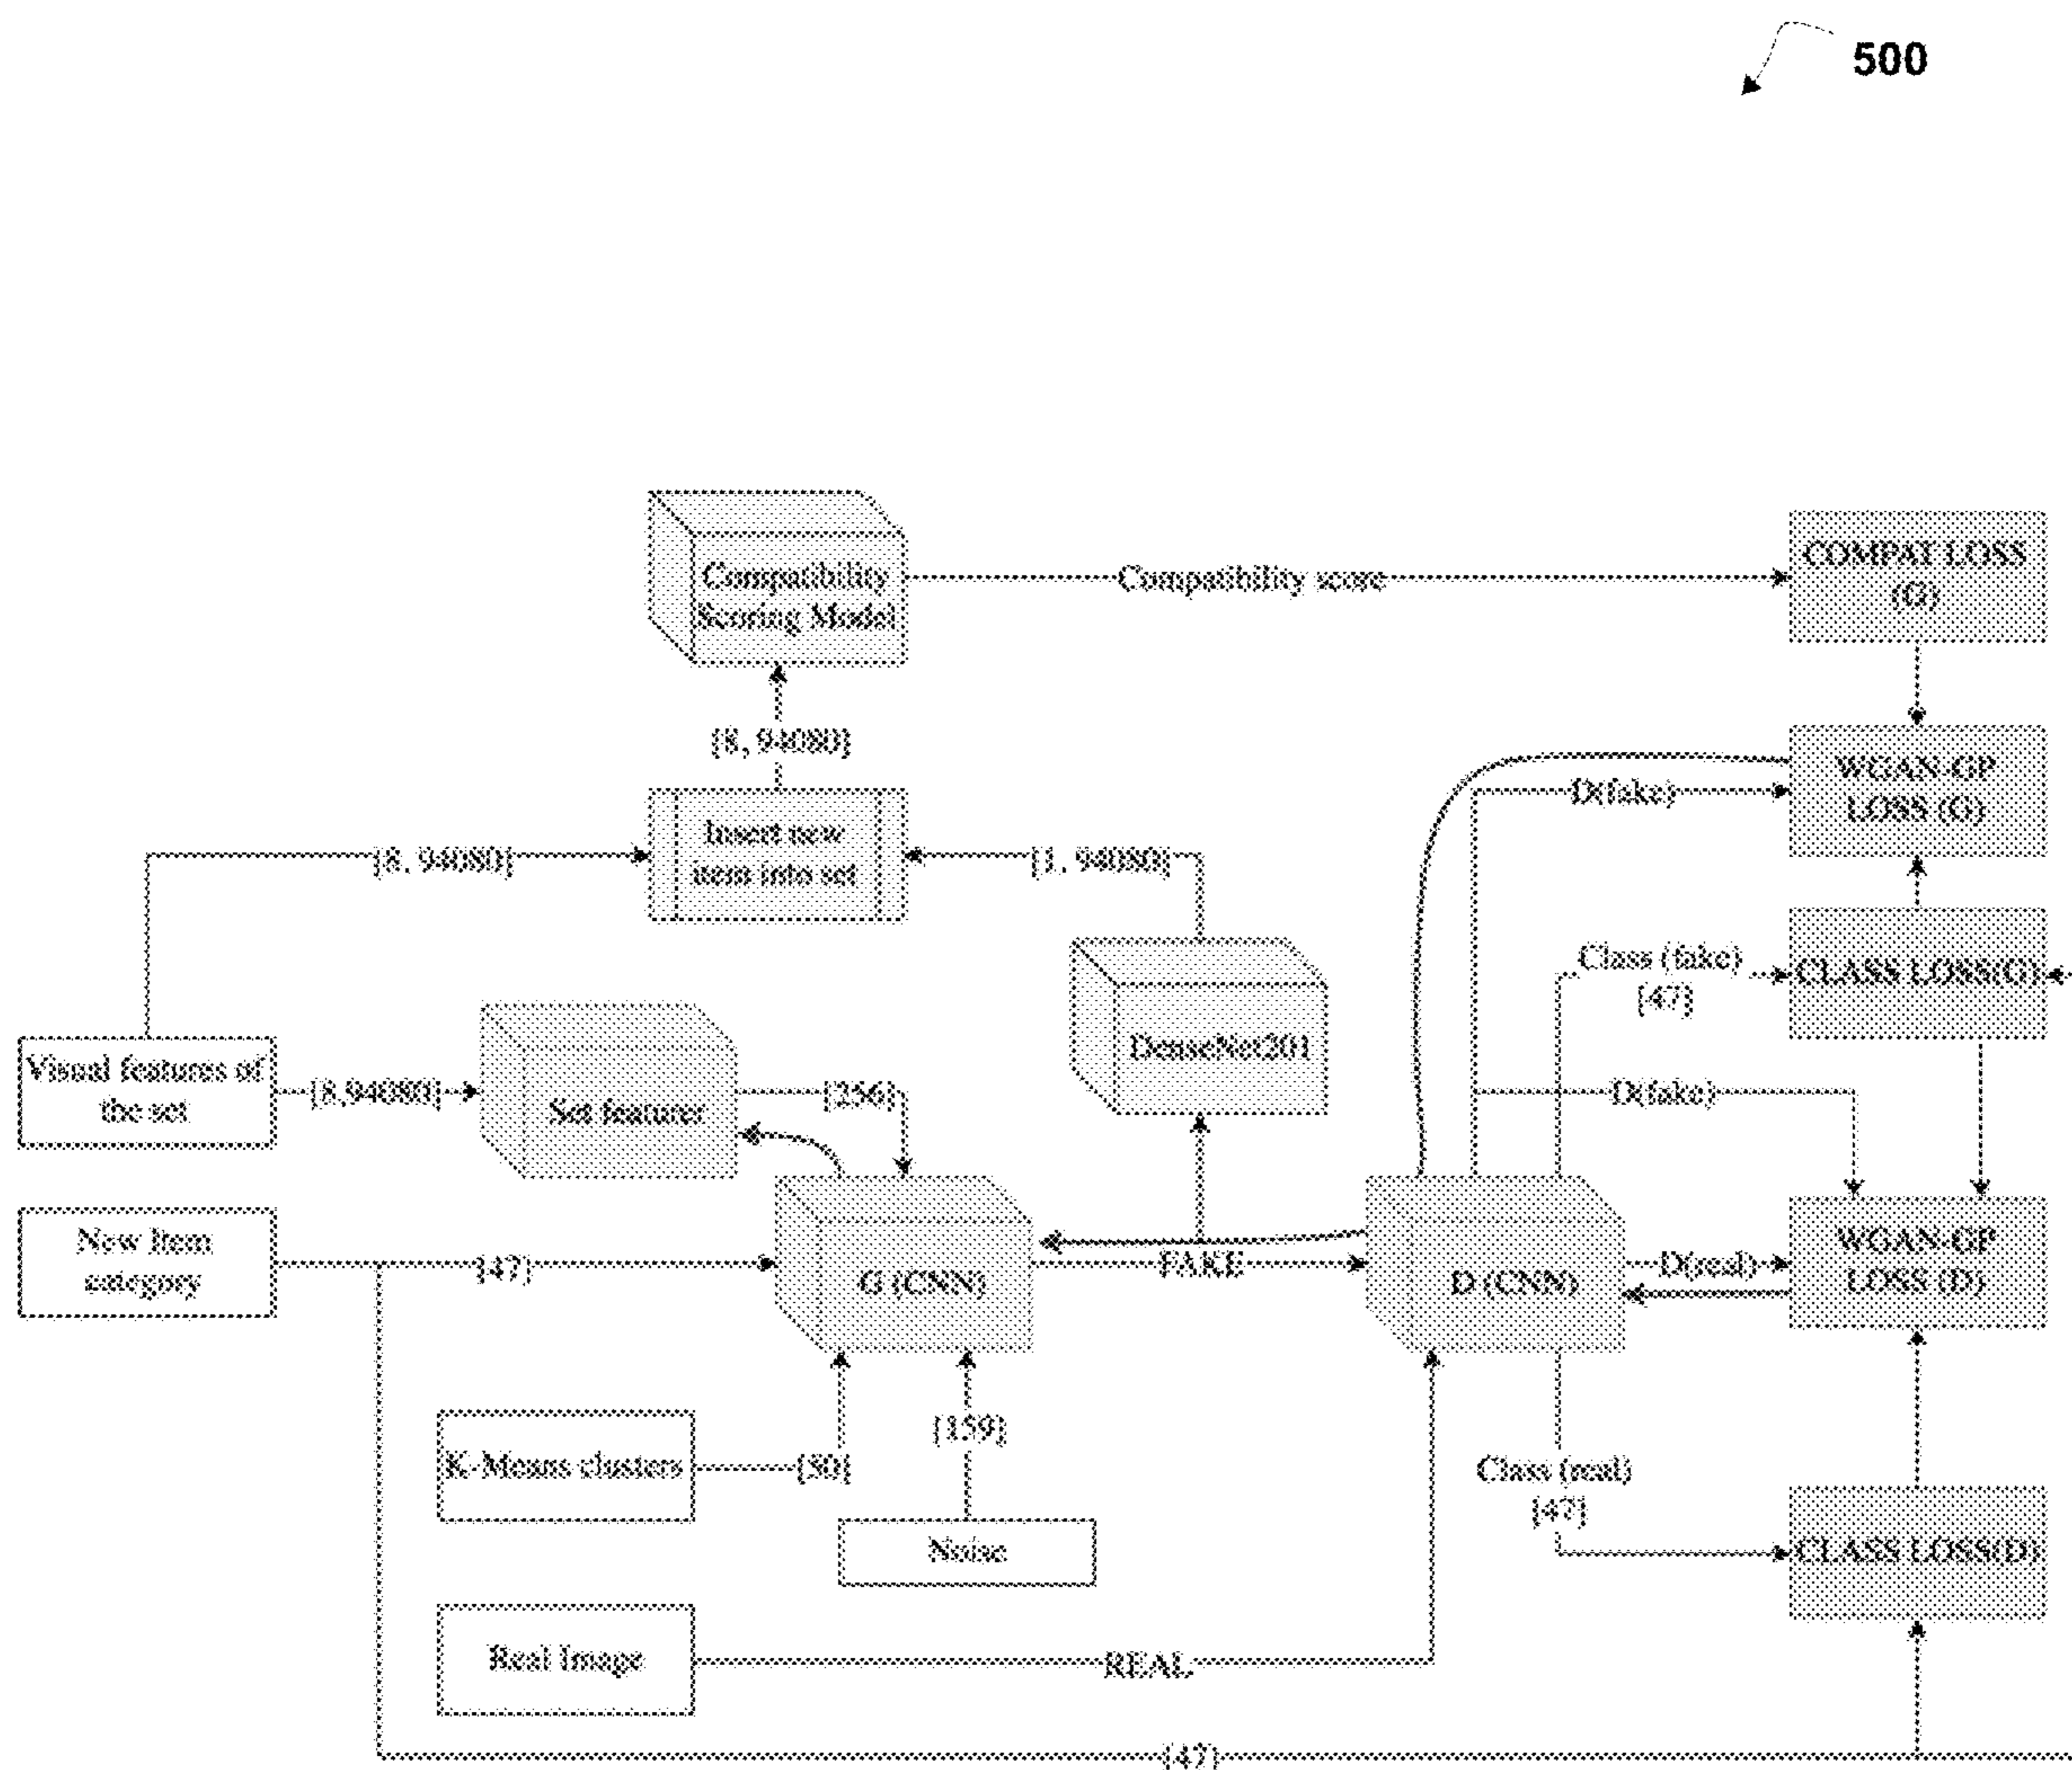 500
Compatibility
Scoring Model
Compatibility score
COMPAT LOSS
(G)
[8, 94080]
WGAN-GP
LOSS (G)
D(fake)
Insert new
item into set
[8, 94080]
[1, 94080]
Class (fake)
[47]
CLASS LOSS(G)
DenseNet201
Visual features of
the set
[8,94080]
Set featurer
[256]
D(fake)
New Item
category
[47]
G (CNN)
FAKE
D (CNN)
D(real)
WGAN-GP
LOSS (D)
K-Means clusters
[50]
[159]
Noise
Class (real)
[47]
CLASS LOSS(D)
Real Image
REAL
[47]